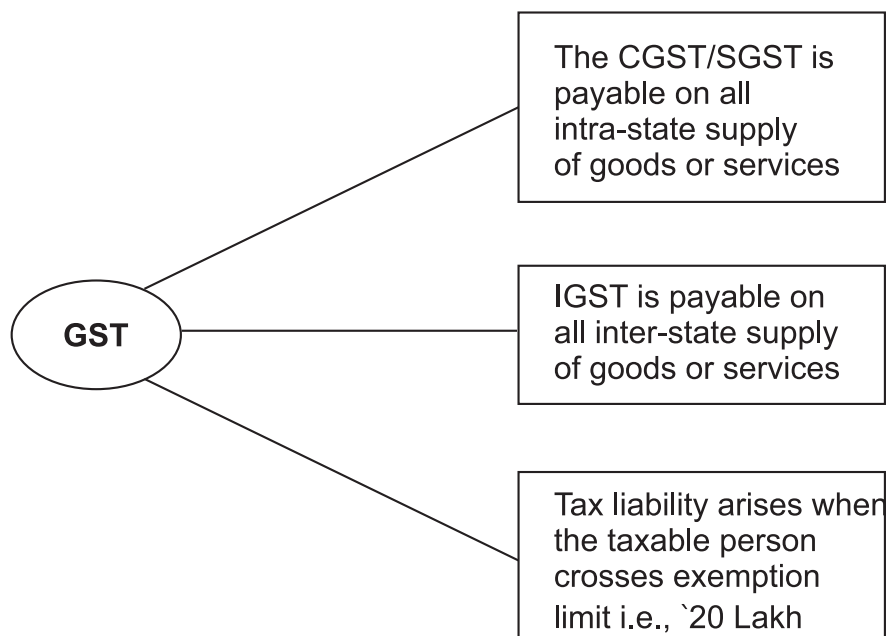 The CGST/SGST is
payable on all
intra-state supply
of goods or services
GST
IGST is payable on
all inter-state supply
of goods or services
Tax liability arises when
the taxable person
crosses exemption
limit i.e., `20 Lakh